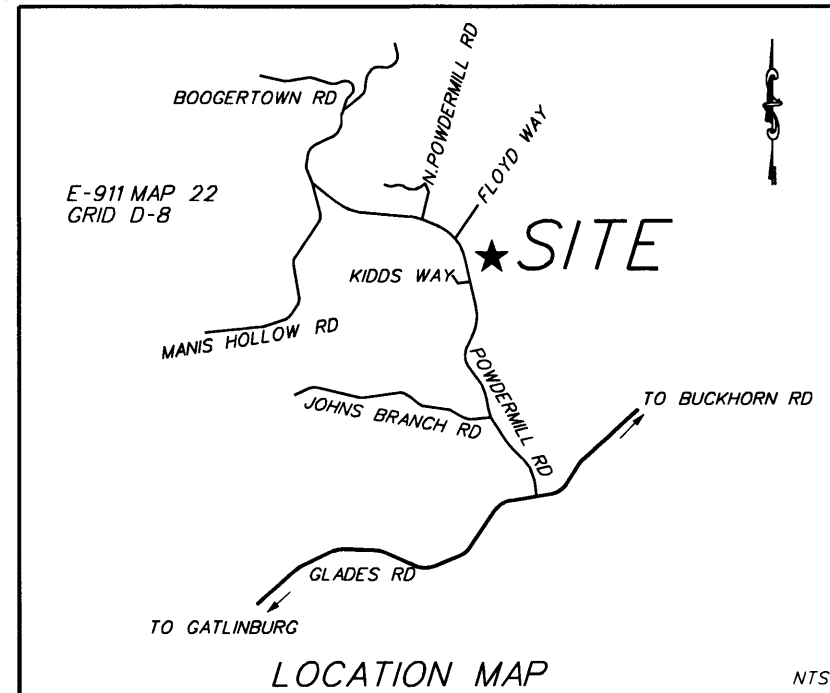 BOOGERTOWN RD
N.POWDERMILL RD
FLOYD WAY
E-911 MAP 22
GRID D-8
SITE
KIDDS WAY
MANIS HOLLOW RD
POWDERMILL RD
JOHNS BRANCH RD
TO BUCKHORN RD
GLADES RD
TO GATLINBURG
LOCATION MAP
NTS